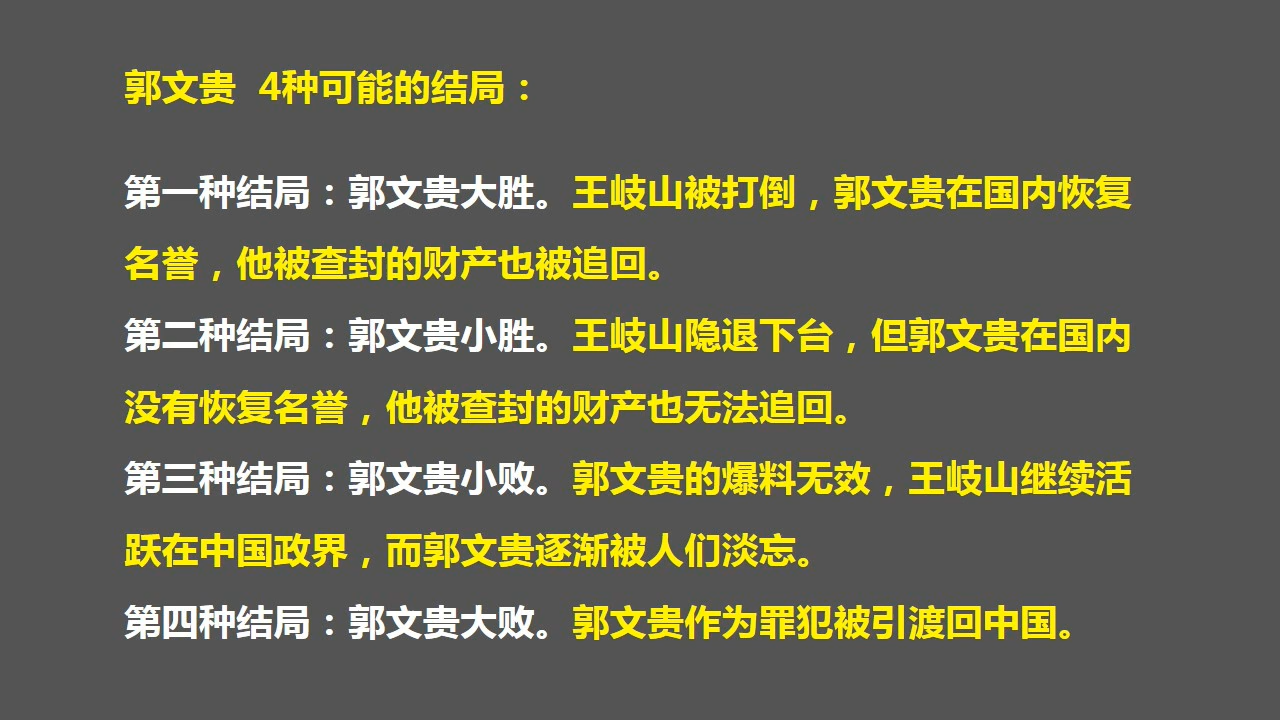 郭文贵  4种可能的结局：
第一种结局：郭文贵大胜。王岐山被打倒，郭文贵在国内恢复
名誉，他被查封的财产也被追回。
第二种结局：郭文贵小胜。王岐山隐退下台，但郭文贵在国内
没有恢复名誉，他被查封的财产也无法追回。
第三种结局：郭文贵小败。郭文贵的爆料无效，王岐山继续活
跃在中国政界，而郭文贵逐渐被人们淡忘。
第四种结局：郭文贵大败。郭文贵作为罪犯被引渡回中国。